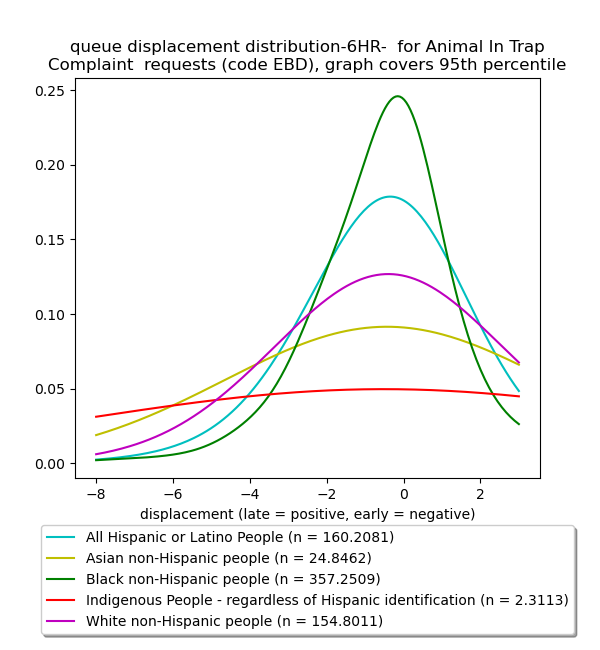 queue displacement distribution-6HR-  for Animal In Trap
Complaint  requests (code EBD), graph covers 95th percentile
0.25
0.20
0.15
0.10
0.05
0.00
−8 −6 −4 −2 0 2
displacement (late = positive, early = negative)
All Hispanic or Latino People (n = 160.2081)
Asian non-Hispanic people (n = 24.8462)
Black non-Hispanic people (n = 357.2509)
Indigenous People - regardless of Hispanic identification (n = 2.3113)
White non-Hispanic people (n = 154.8011)